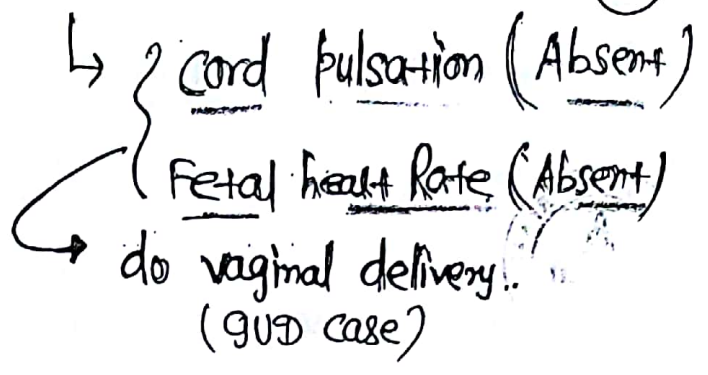 ↳ { Cord pulsation (Absent)
Fetal heart Rate (Absent)
→ do vaginal delivery..
(IUD case)